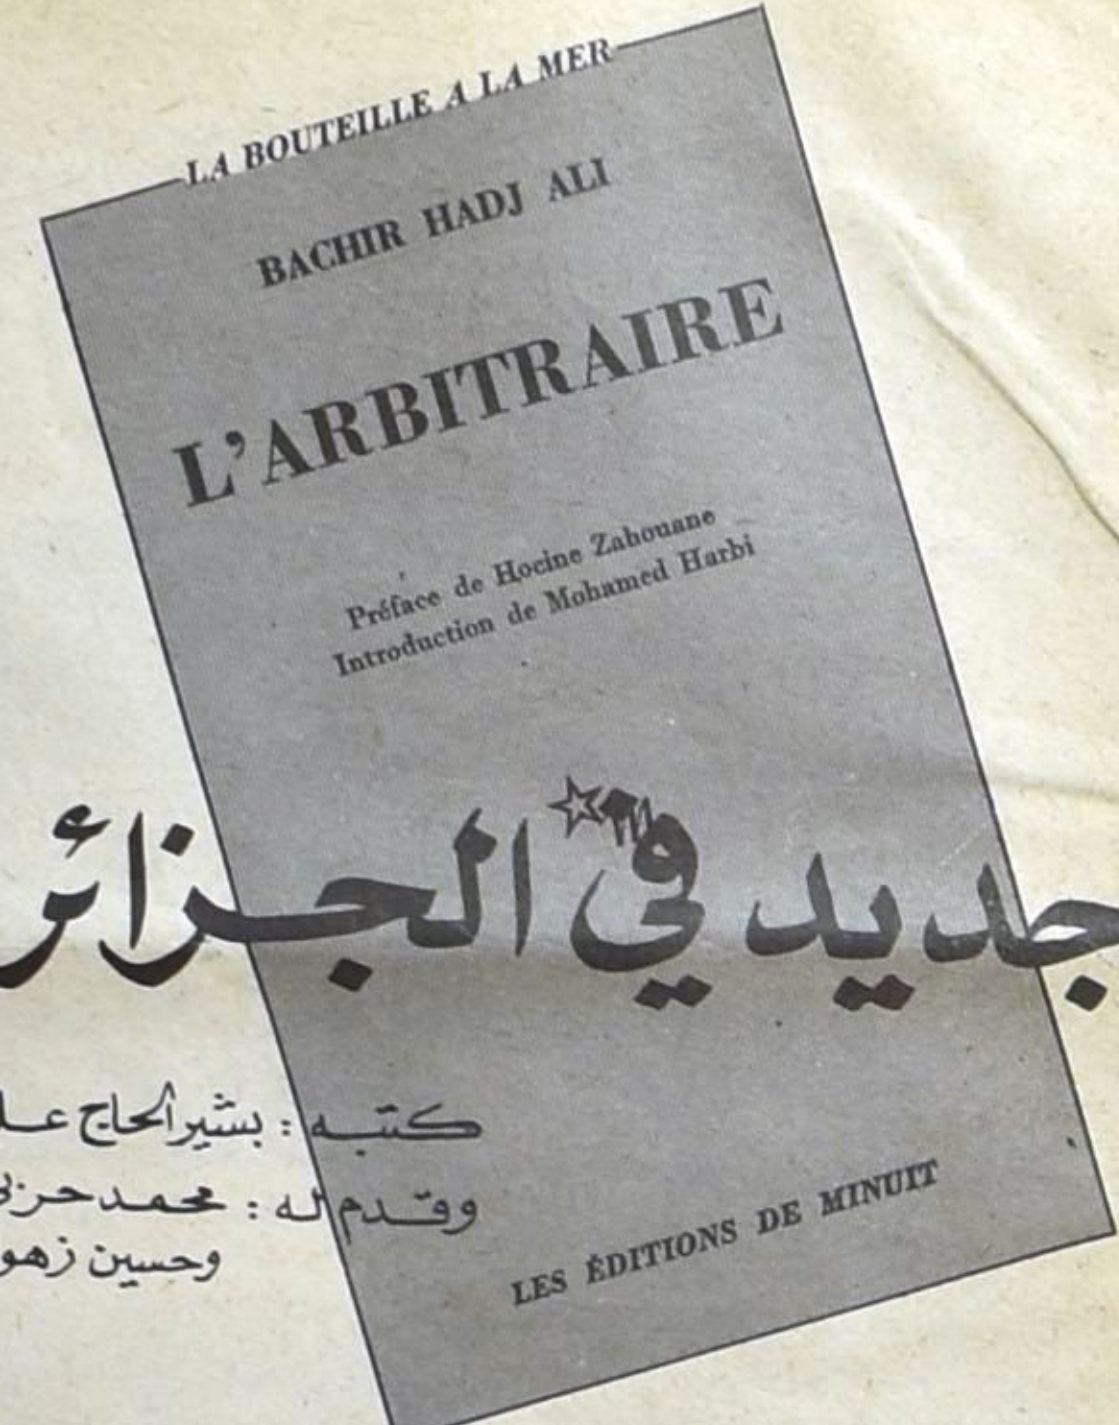 LA BOUTEILLE A LA MER
BACHIR HADJ ALI
L'ARBITRAIRE
Préface de Hocine Zahouane
Introduction de Mohamed Harbi
جديد في الجزائر
كتبه : بشير الحاج
وقدم له : محمد حربي
وحسين
LES ÉDITIONS DE MINUIT